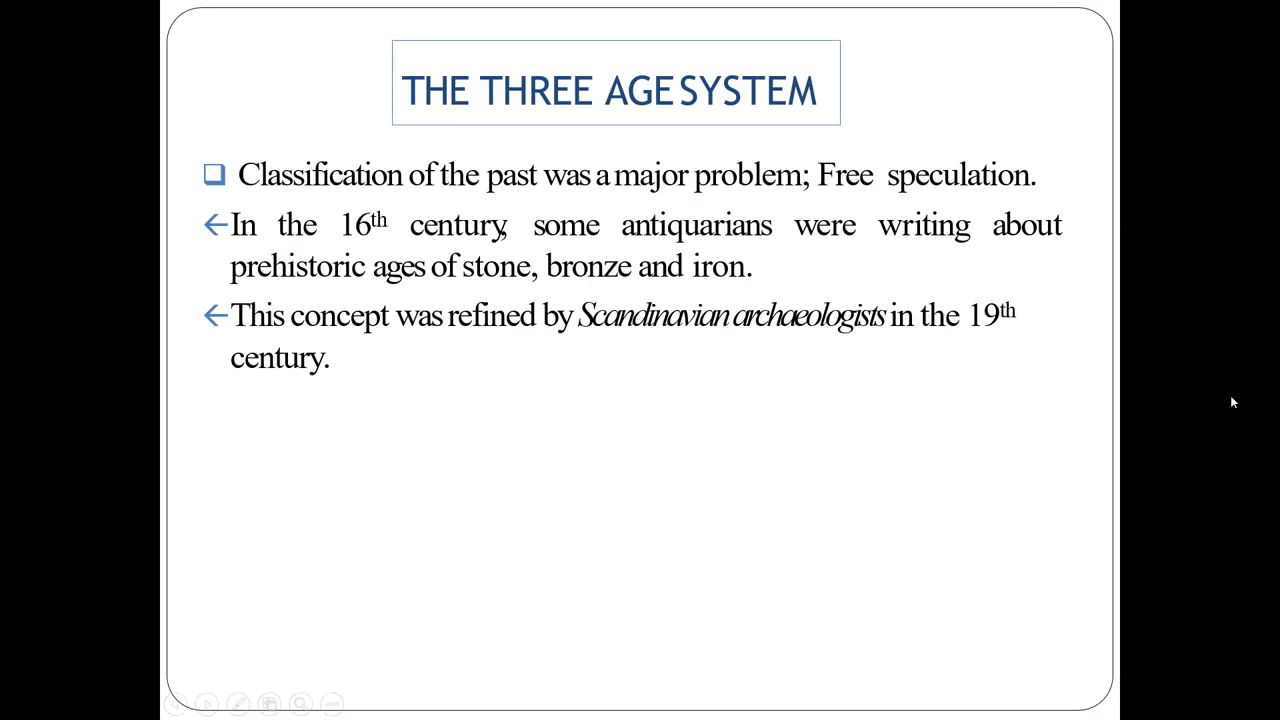 THE THREE AGE SYSTEM
Classification of the past was a major problem; Free speculation.
In the 16th century, some antiquarians were writing about
prehistoric ages of stone, bronze and iron.
This concept was refined by Scandinavian archaeologists in the 19th
century.